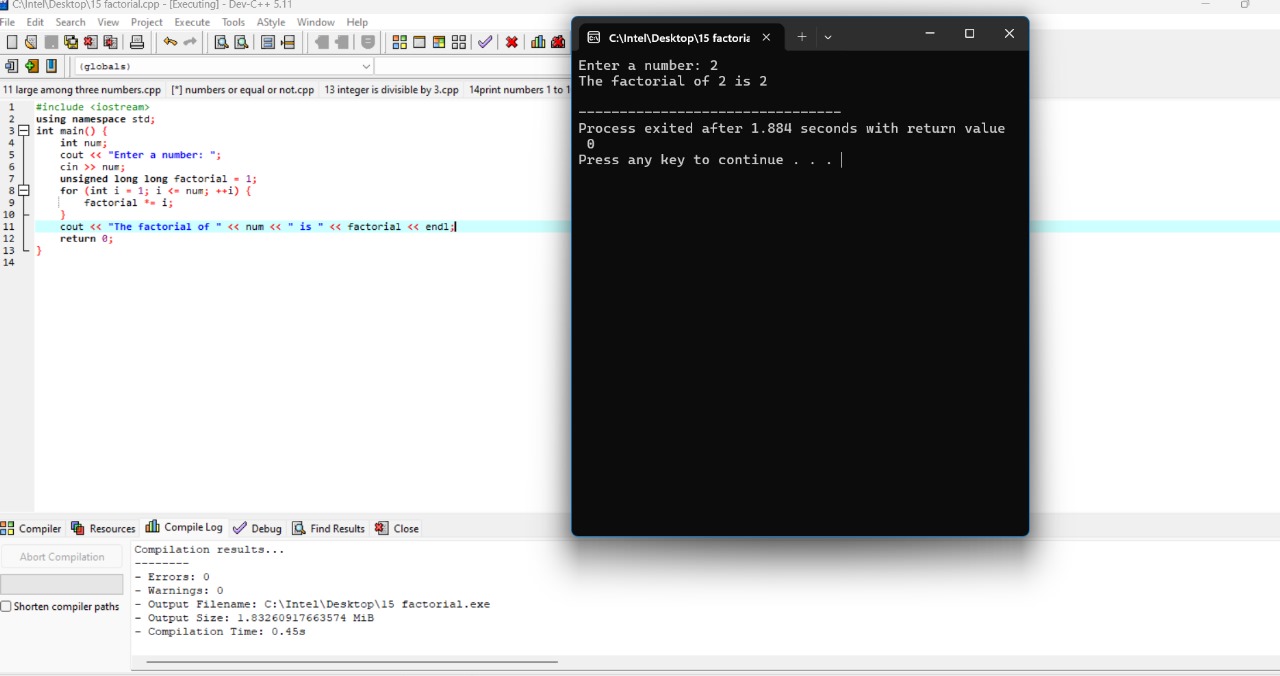 C:\Intel\Desktop\15 factorial.cpp - [Executing] - Dev-C++ 5.11
File Edit Search View Project Execute Tools AStyle Window Help
(globals)
11 large among three numbers.cpp [*] numbers or equal or not.cpp 13 integer is divisible by 3.cpp 14print numbers 1 to 1
1 #include <iostream>
2 using namespace std;
3 int main() {
4 int num;
5 cout << "Enter a number: ";
6 cin >> num;
7 unsigned long long factorial = 1;
8 for (int i = 1; i <= num; ++i) {
9 factorial *= i;
10 }
11 cout << "The factorial of " << num << " is " << factorial << endl;
12 return 0;
13 }
14
C:\Intel\Desktop\15 factoria
Enter a number: 2
The factorial of 2 is 2
--------------------------------
Process exited after 1.884 seconds with return value
0
Press any key to continue . . .
Compiler Resources Compile Log Debug Find Results Close
Abort Compilation
Shorten compiler paths
Compilation results...
--------
- Errors: 0
- Warnings: 0
- Output Filename: C:\Intel\Desktop\15 factorial.exe
- Output Size: 1.83260917663574 MiB
- Compilation Time: 0.45s